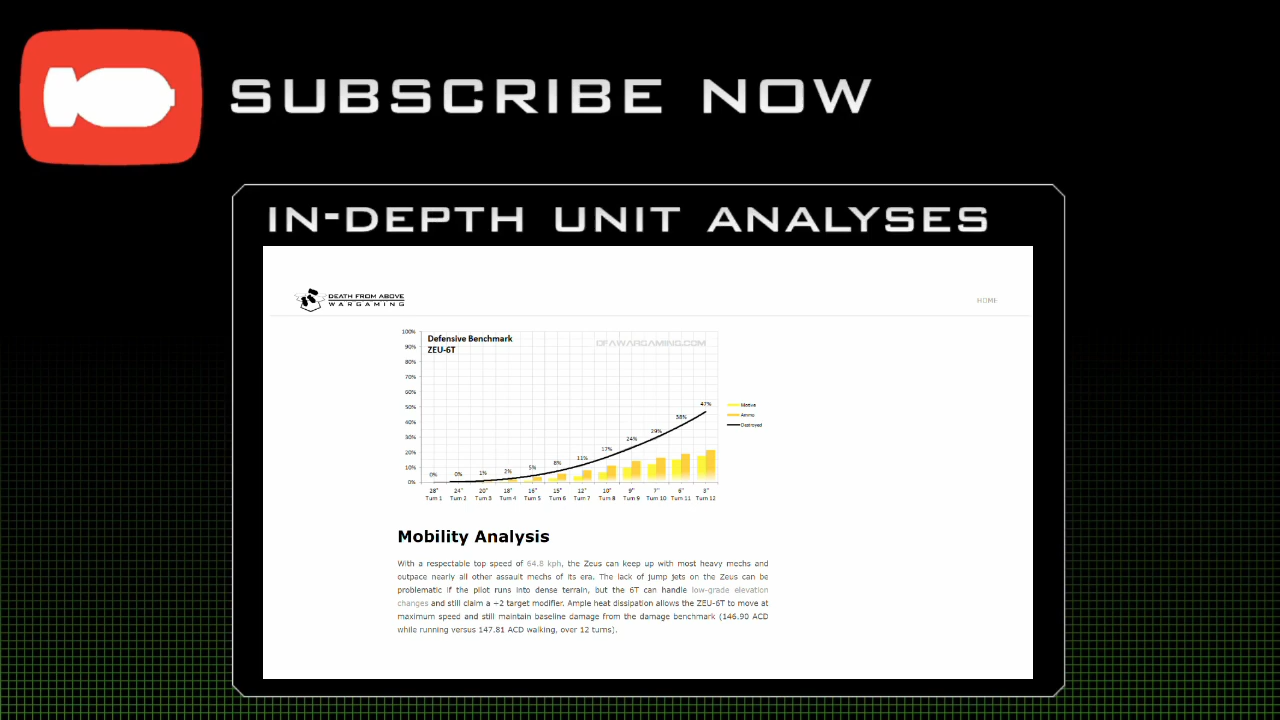 SUBSCRIBE NOW
IN-DEPTH UNIT ANALYSES
DEATH FROM ABOVE
WARGAMING
HOME
Defensive Benchmark
ZEU-6T
DFAWARGAMING.COM
100%
90%
80%
70%
60%
50%
40%
30%
20%
10%
0%
0% 0% 1% 2% 5% 8% 11% 17% 24% 29% 38% 47%
Motive
Ammo
Destroyed
28" 24" 20" 18" 16" 15" 12" 10" 9" 7" 3"
Turn 1 Turn 2 Turn 3 Turn 4 Turn 5 Turn 6 Turn 7 Turn 8 Turn 9 Turn 10 Turn 11 Turn 12
Mobility Analysis
With a respectable top speed of 64.8 kph, the Zeus can keep up with most heavy mechs and
outpace nearly all other assault mechs of its era. The lack of jump jets on the Zeus can be
problematic if the pilot runs into dense terrain, but the 6T can handle low-grade elevation
changes and still claim a +2 target modifier. Ample heat dissipation allows the ZEU-6T to move at
maximum speed and still maintain baseline damage from the damage benchmark (146.90 ACD
while running versus 147.81 ACD walking, over 12 turns).